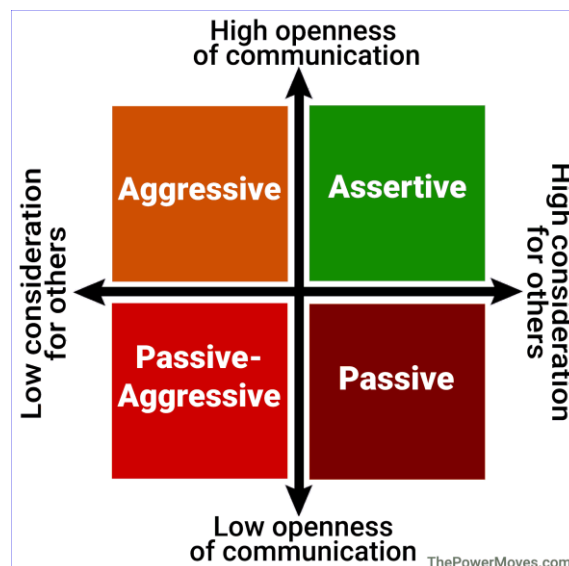 High openness
of communication
Aggressive
Assertive
Low consideration
for others
High consideration
for others
Passive-
Aggressive
Passive
Low openness
of communication
ThePowerMoves.com